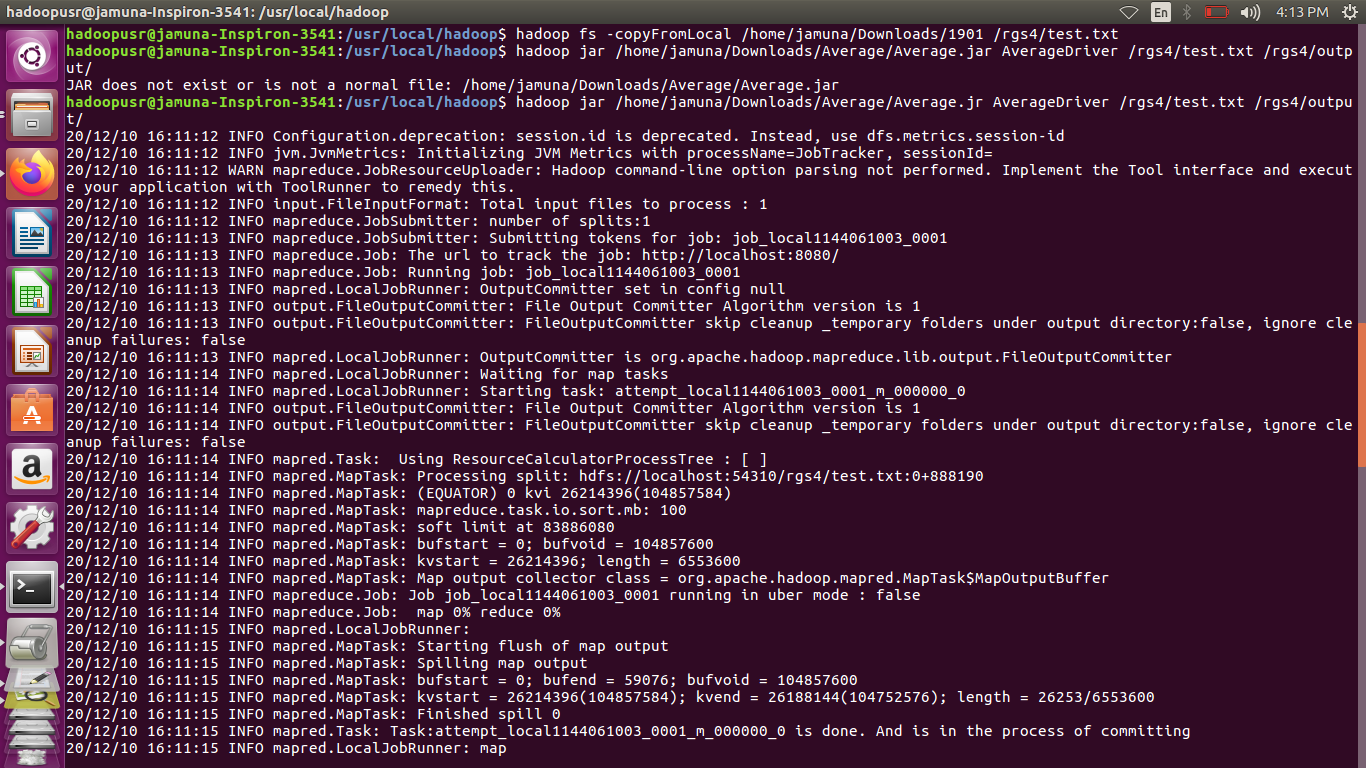 hadoopusr@jamuna-Inspiron-3541: /usr/local/hadoop
En
4:13 PM
hadoopusr@jamuna-Inspiron-3541:/usr/local/hadoop$ hadoop fs -copyFromLocal /home/jamuna/Downloads/1901 /rgs4/test.txt
hadoopusr@jamuna-Inspiron-3541:/usr/local/hadoop$ hadoop jar /home/jamuna/Downloads/Average/Average.jar AverageDriver /rgs4/test.txt /rgs4/outp
ut/
JAR does not exist or is not a normal file: /home/jamuna/Downloads/Average/Average.jar
hadoopusr@jamuna-Inspiron-3541:/usr/local/hadoop$ hadoop jar /home/jamuna/Downloads/Average/Average.jr AverageDriver /rgs4/test.txt /rgs4/outpu
t/
20/12/10 16:11:12 INFO Configuration.deprecation: session.id is deprecated. Instead, use dfs.metrics.session-id
20/12/10 16:11:12 INFO jvm.JvmMetrics: Initializing JVM Metrics with processName=JobTracker, sessionId=
20/12/10 16:11:12 WARN mapreduce.JobResourceUploader: Hadoop command-line option parsing not performed. Implement the Tool interface and execut
e your application with ToolRunner to remedy this.
20/12/10 16:11:12 INFO input.FileInputFormat: Total input files to process : 1
20/12/10 16:11:12 INFO mapreduce.JobSubmitter: number of splits:1
20/12/10 16:11:13 INFO mapreduce.JobSubmitter: Submitting tokens for job: job_local1144061003_0001
20/12/10 16:11:13 INFO mapreduce.Job: The url to track the job: http://localhost:8080/
20/12/10 16:11:13 INFO mapreduce.Job: Running job: job_local1144061003_0001
20/12/10 16:11:13 INFO mapred.LocalJobRunner: OutputCommitter set in config null
20/12/10 16:11:13 INFO output.FileOutputCommitter: File Output Committer Algorithm version is 1
20/12/10 16:11:13 INFO output.FileOutputCommitter: FileOutputCommitter skip cleanup _temporary folders under output directory:false, ignore cle
anup failures: false
20/12/10 16:11:13 INFO mapred.LocalJobRunner: OutputCommitter is org.apache.hadoop.mapreduce.lib.output.FileOutputCommitter
20/12/10 16:11:14 INFO mapred.LocalJobRunner: Waiting for map tasks
20/12/10 16:11:14 INFO mapred.LocalJobRunner: Starting task: attempt_local1144061003_0001_m_000000_0
20/12/10 16:11:14 INFO output.FileOutputCommitter: File Output Committer Algorithm version is 1
20/12/10 16:11:14 INFO output.FileOutputCommitter: FileOutputCommitter skip cleanup _temporary folders under output directory:false, ignore cle
anup failures: false
20/12/10 16:11:14 INFO mapred.Task:  Using ResourceCalculatorProcessTree : [ ]
20/12/10 16:11:14 INFO mapred.MapTask: Processing split: hdfs://localhost:54310/rgs4/test.txt:0+888190
20/12/10 16:11:14 INFO mapred.MapTask: (EQUATOR) 0 kvi 26214396(104857584)
20/12/10 16:11:14 INFO mapred.MapTask: mapreduce.task.io.sort.mb: 100
20/12/10 16:11:14 INFO mapred.MapTask: soft limit at 83886080
20/12/10 16:11:14 INFO mapred.MapTask: bufstart = 0; bufvoid = 104857600
20/12/10 16:11:14 INFO mapred.MapTask: kvstart = 26214396; length = 6553600
20/12/10 16:11:14 INFO mapred.MapTask: Map output collector class = org.apache.hadoop.mapred.MapTask$MapOutputBuffer
20/12/10 16:11:14 INFO mapreduce.Job: Job job_local1144061003_0001 running in uber mode : false
20/12/10 16:11:14 INFO mapreduce.Job:  map 0% reduce 0%
20/12/10 16:11:15 INFO mapred.LocalJobRunner:
20/12/10 16:11:15 INFO mapred.MapTask: Starting flush of map output
20/12/10 16:11:15 INFO mapred.MapTask: Spilling map output
20/12/10 16:11:15 INFO mapred.MapTask: bufstart = 0; bufend = 59076; bufvoid = 104857600
20/12/10 16:11:15 INFO mapred.MapTask: kvstart = 26214396(104857584); kvend = 26188144(104752576); length = 26253/6553600
20/12/10 16:11:15 INFO mapred.MapTask: Finished spill 0
20/12/10 16:11:15 INFO mapred.Task: Task:attempt_local1144061003_0001_m_000000_0 is done. And is in the process of committing
20/12/10 16:11:15 INFO mapred.LocalJobRunner: map